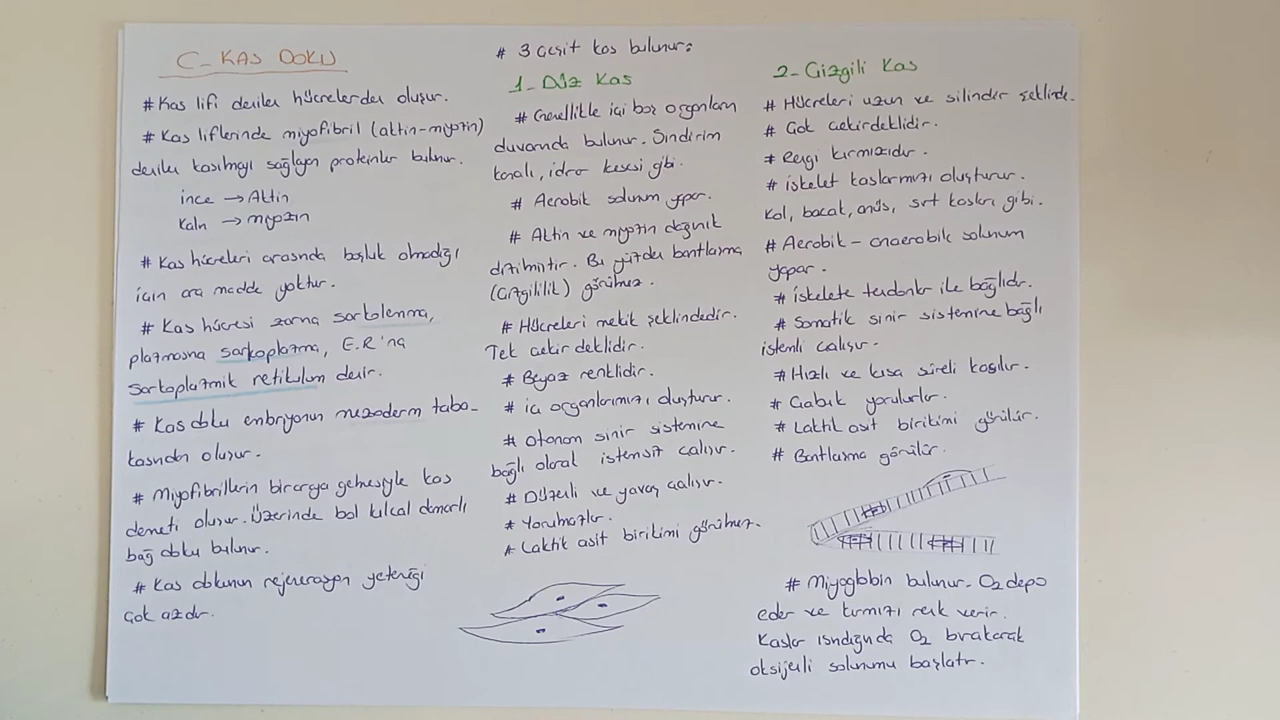 C- KAS DOKU
# Kas lifi denilen hücrelerden oluşur.
# Kas liflerinde miyofibril (aktin-miyozin)
denilen kasılmayı sağlayan proteinler bulunur.
ince → Aktin
Kalın → miyozin
# Kas hücreleri arasında boşluk olmadığı
için ara madde yoktur.
# Kas hücresi zarına sarkolemma,
plazmasına sarkoplazma, E.R'na
Sarkoplazmik retikulum denir.
# Kas doku embriyonun mezoderm taba-
kasından oluşur.
# Miyofibrillerin biraraya gelmesiyle kas
demeti oluşur. Üzerinde bol kılcal damarlı
bağ doku bulunur.
# Kas dokunun rejenerasyon yeteneği
çok azdır.
# 3 çeşit kas bulunur:
1- Düz Kas
# Genellikle içi boş organların
duvarında bulunur. Sindirim
kanalı, idrar kesesi gibi.
# Aerobik solunum yapar.
# Aktin ve miyozin dağınık
dizilmiştir. Bu yüzden bantlaşma
(Çizgililik) görülmez.
# Hücreleri mekik şeklindedir.
Tek çekirdeklidir.
# Beyaz renklidir.
# iç organlarımızı oluşturur.
# Otonom sinir sistemine
bağlı olarak istemsiz çalışır.
# Düzenli ve yavaş çalışır.
# Yorulmazlar.
# Laktik asit birikimi görülmez.
2- Çizgili Kas
# Hücreleri uzun ve silindir şeklinde.
# Çok çekirdeklidir.
# Rengi kırmızıdır.
# iskelet kaslarımızı oluşturur.
Kol, bacak, anüs, sırt kasları gibi.
# Aerobik - anaerobik solunum
yapar.
# iskelete tendonlar ile bağlıdır.
# Somatik sinir sistemine bağlı
istemli çalışır.
# Hızlı ve kısa süreli kasılır.
# Çabuk yorulurlar.
# Laktik asit birikimi görülür.
# Bantlaşma görülür.
# Miyoglobin bulunur. O2 depo
eder ve kırmızı renk verir.
Kaslar ısındığında O2 bırakarak
oksijenli solunumu başlatır.